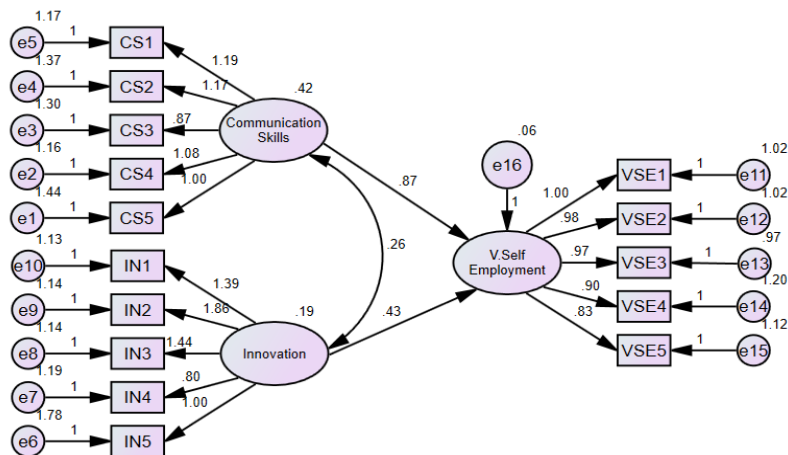 1.17
e5 1 CS1
1.37
1.19
e4 1 CS2
1.17
.42
1.30
e3 1 CS3 .87
Communication
Skills
1.16
e2 1 CS4 1.08
1.44
1.00
e1 1 CS5
1.13
e10 1 IN1
1.14
1.39
e9 1 IN2
1.86
.19
1.14
e8 1 IN3 1.44
Innovation
1.19
e7 1 IN4 .80
1.78
1.00
e6 1 IN5
.87
.26
.43
.06
e16
1
V.Self
Employment
1.02
1.00 VSE1 1 e11
1.02
.98 VSE2 1 e12
.97
.97 VSE3 1 e13
1.20
.90 VSE4 1 e14
1.12
.83 VSE5 1 e15